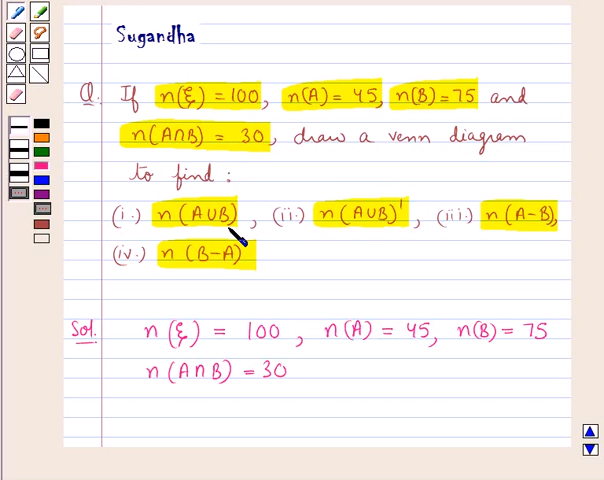 Sugandha
Q. If n(ξ) = 100, n(A) = 45, n(B) = 75 and
n(A∩B) = 30, draw a venn diagram
to find :
(i.) n(A∪B), (ii.) n(A∪B)', (iii.) n(A-B),
(iv.) n(B-A)
Sol. n(ξ) = 100, n(A) = 45, n(B) = 75
n(A∩B) = 30